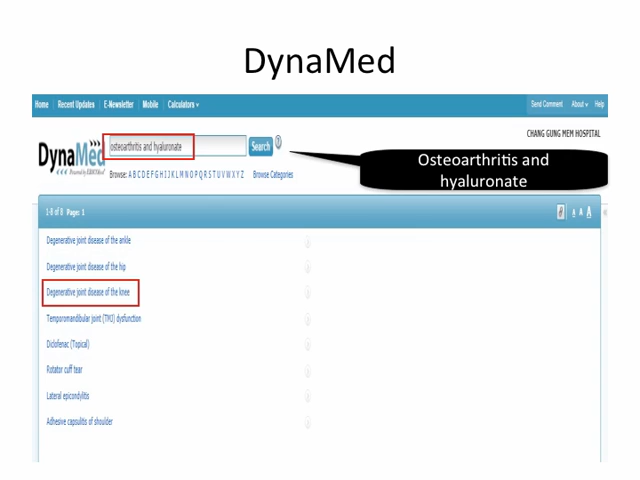 DynaMed
Home Recent Updates E-Newsletter Mobile Calculators Send Comment About Help
CHANG GUNG MEM HOSPITAL
DynaMed
Powered by EBSCOhost
osteoarthritis and hyaluronate Search
Browse: A B C D E F G H I J K L M N O P Q R S T U V W X Y Z Browse Categories
Osteoarthritis and
hyaluronate
1-8 of 8 Page: 1 A A A
Degenerative joint disease of the ankle
Degenerative joint disease of the hip
Degenerative joint disease of the knee
Temporomandibular joint (TMJ) dysfunction
Diclofenac (Topical)
Rotator cuff tear
Lateral epicondylitis
Adhesive capsulitis of shoulder